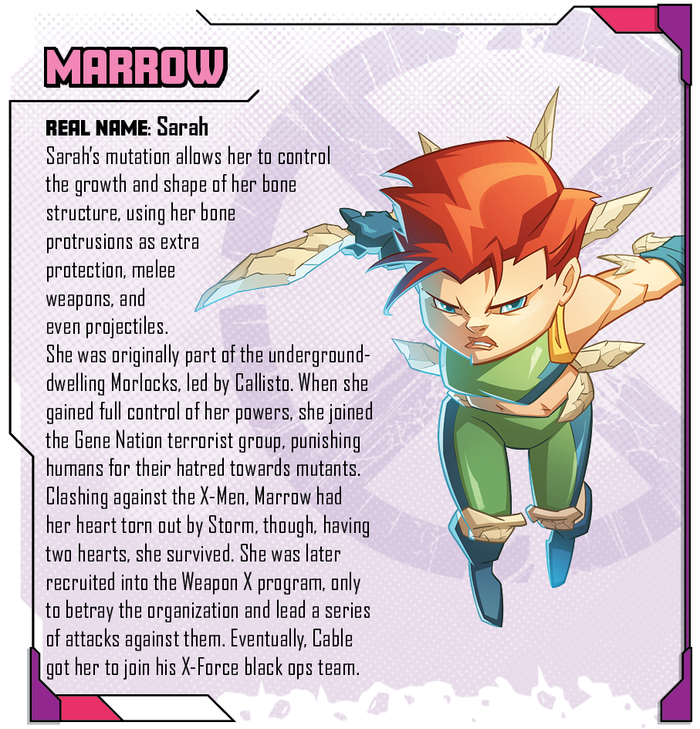 MARROW
REAL NAME: Sarah
Sarah's mutation allows her to control
the growth and shape of her bone
structure, using her bone
protrusions as extra
protection, melee
weapons, and
even projectiles.
She was originally part of the underground-
dwelling Morlocks, led by Callisto. When she
gained full control of her powers, she joined
the Gene Nation terrorist group, punishing
humans for their hatred towards mutants.
Clashing against the X-Men, Marrow had
her heart torn out by Storm, though, having
two hearts, she survived. She was later
recruited into the Weapon X program, only
to betray the organization and lead a series
of attacks against them. Eventually, Cable
got her to join his X-Force black ops team.